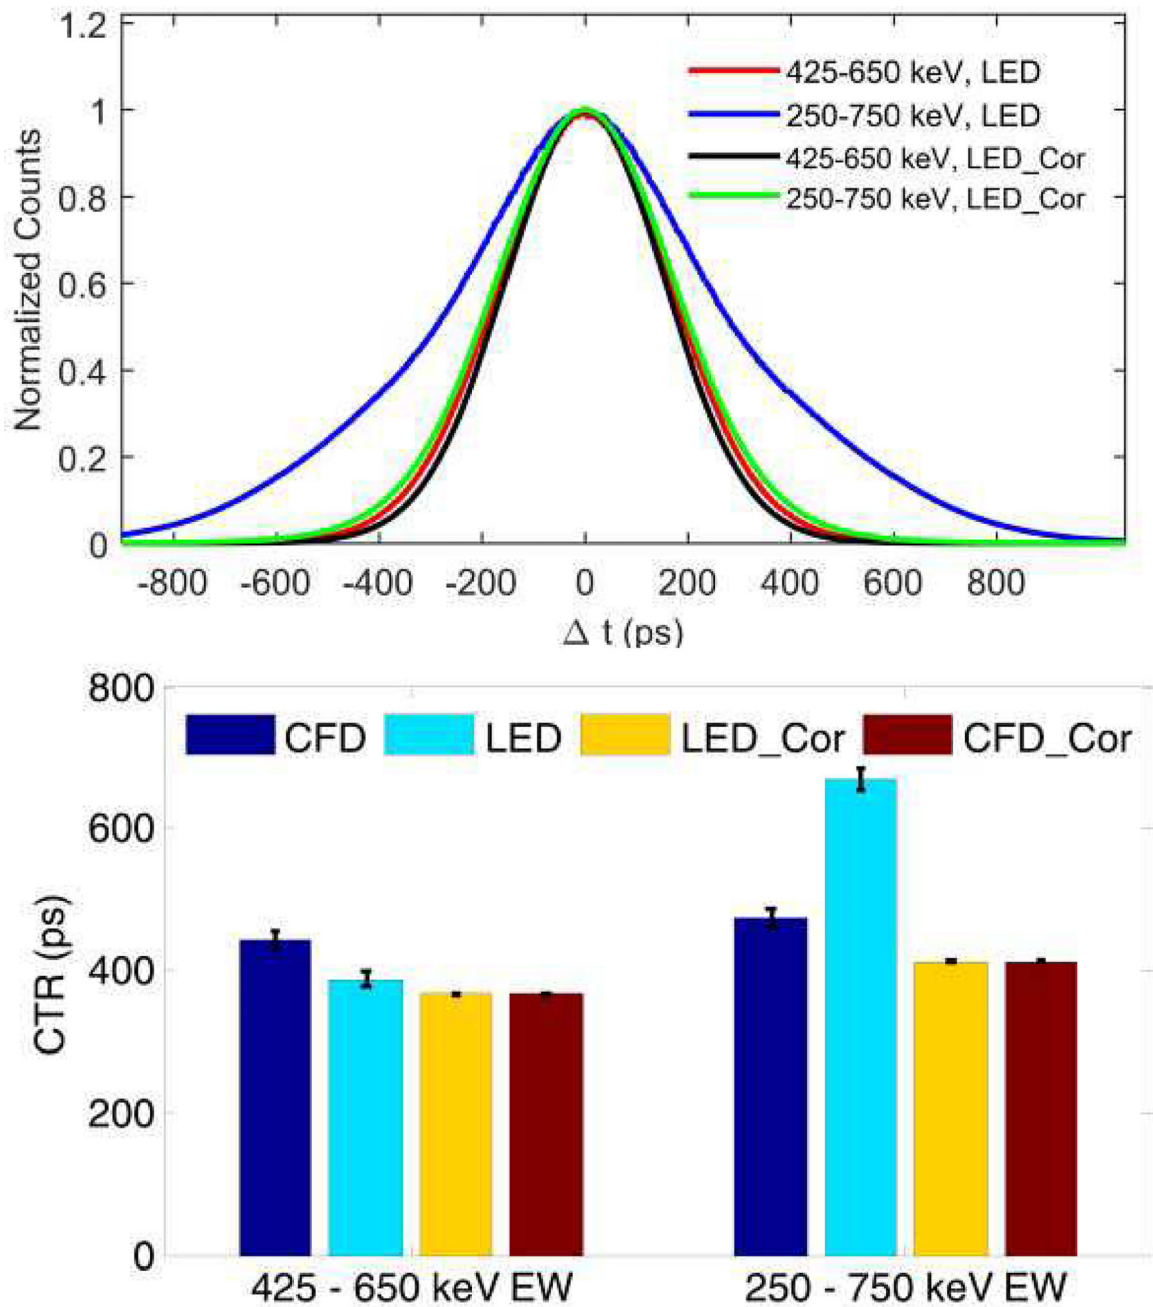 1.2
1
0.8
0.6
0.4
0.2
0
Normalized Counts
425-650 keV, LED
250-750 keV, LED
425-650 keV, LED_Cor
250-750 keV, LED_Cor
-800 -600 -400 -200 0 200 400 600 800
Δ t (ps)
800
600
400
200
0
CTR (ps)
CFD LED LED_Cor CFD_Cor
425 - 650 keV EW 250 - 750 keV EW